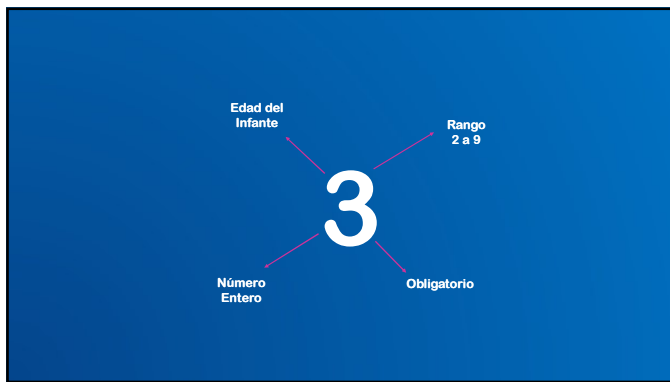 Edad del
Infante
Rango
2 a 9
3
Número
Entero
Obligatorio